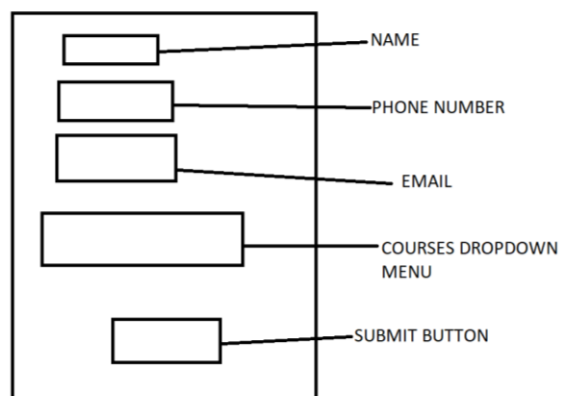 NAME
PHONE NUMBER
EMAIL
COURSES DROPDOWN
MENU
SUBMIT BUTTON